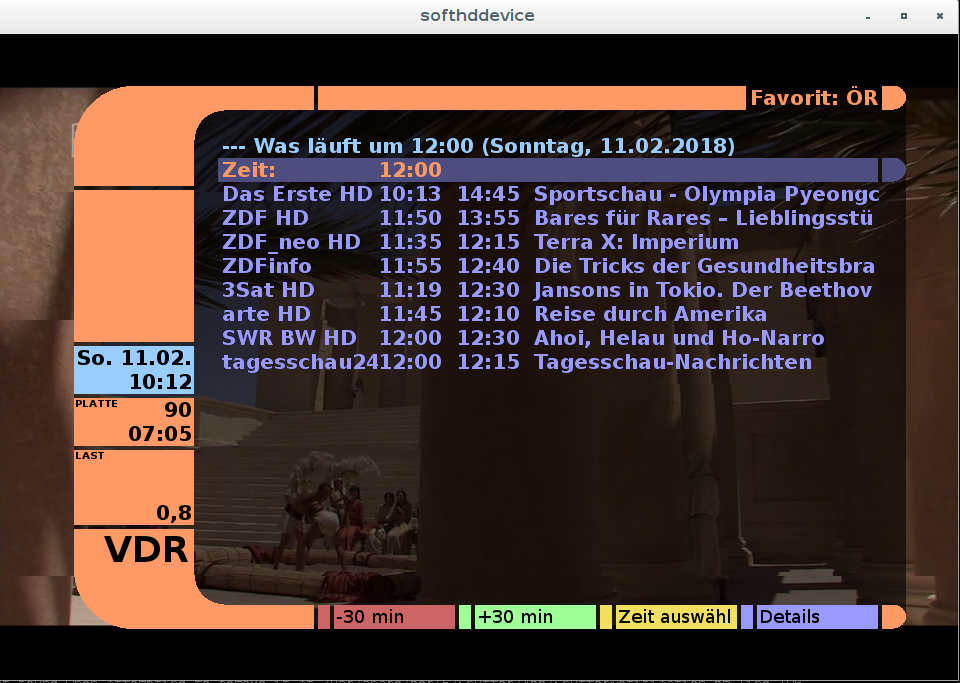 softhddevice
Favorit: ÖR
--- Was läuft um 12:00 (Sonntag, 11.02.2018)
Zeit: 12:00
Das Erste HD 10:13 14:45 Sportschau - Olympia Pyeongc
ZDF HD 11:50 13:55 Bares für Rares – Lieblingsstü
ZDF_neo HD 11:35 12:15 Terra X: Imperium
ZDFinfo 11:55 12:40 Die Tricks der Gesundheitsbra
3Sat HD 11:19 12:30 Jansons in Tokio. Der Beethov
arte HD 11:45 12:10 Reise durch Amerika
SWR BW HD 12:00 12:30 Ahoi, Helau und Ho-Narro
tagesschau24 12:00 12:15 Tagesschau-Nachrichten
So. 11.02.
10:12
PLATTE 90
07:05
LAST
0,8
VDR
-30 min +30 min Zeit auswähl Details